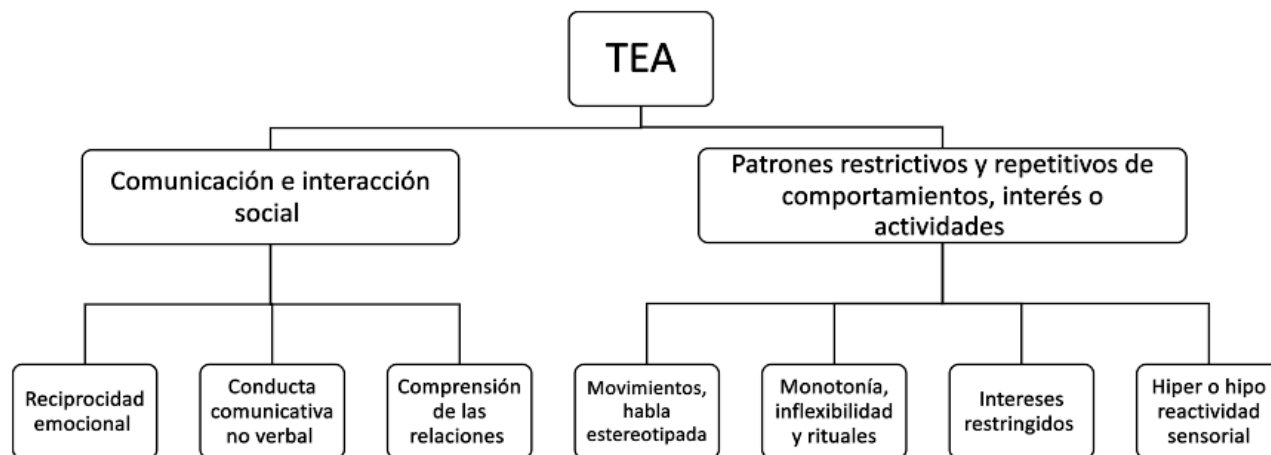 TEA
Comunicación e interacción
social
Patrones restrictivos y repetitivos de
comportamientos, interés o
actividades
Reciprocidad
emocional
Conducta
comunicativa
no verbal
Comprensión
de las
relaciones
Movimientos,
habla
estereotipada
Monotonía,
inflexibilidad
y rituales
Intereses
restringidos
Hiper o hipo
reactividad
sensorial